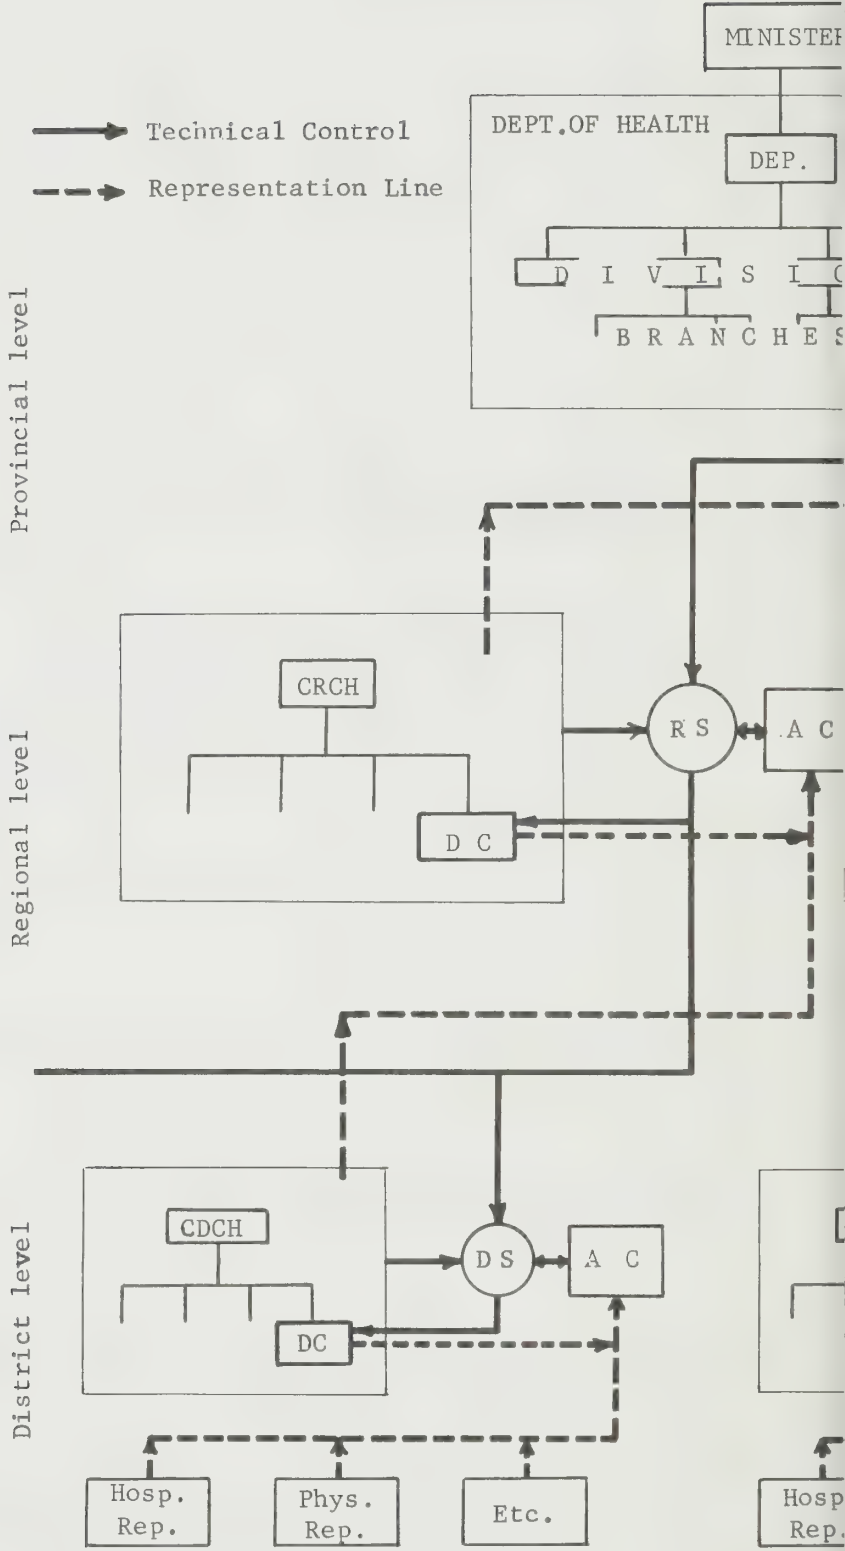 MINISTER
Technical Control
DEPT.OF HEALTH
DEP.
Representation Line
D I V I S I O
B R A N C H E S
Provincial level
CRCH
R S
A C
D C
Regional level
CDCH
D S
A C
DC
District level
Hosp.
Rep.
Phys.
Rep.
Etc.
Hosp
Rep.